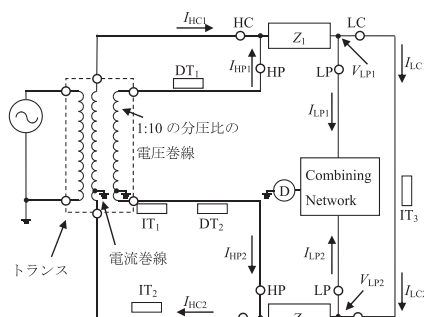 I_HC1
HC
Z_1
LC
I_HP1
HP
LP
V_LP1
I_LC1
DT_1
I_LP1
1:10 の分圧比の
電圧巻線
Combining
Network
D
IT_1
DT_2
IT_3
電流巻線
トランス
I_HP2
I_LP2
HP
LP
V_LP2
I_LC2
IT_2
I_HC2